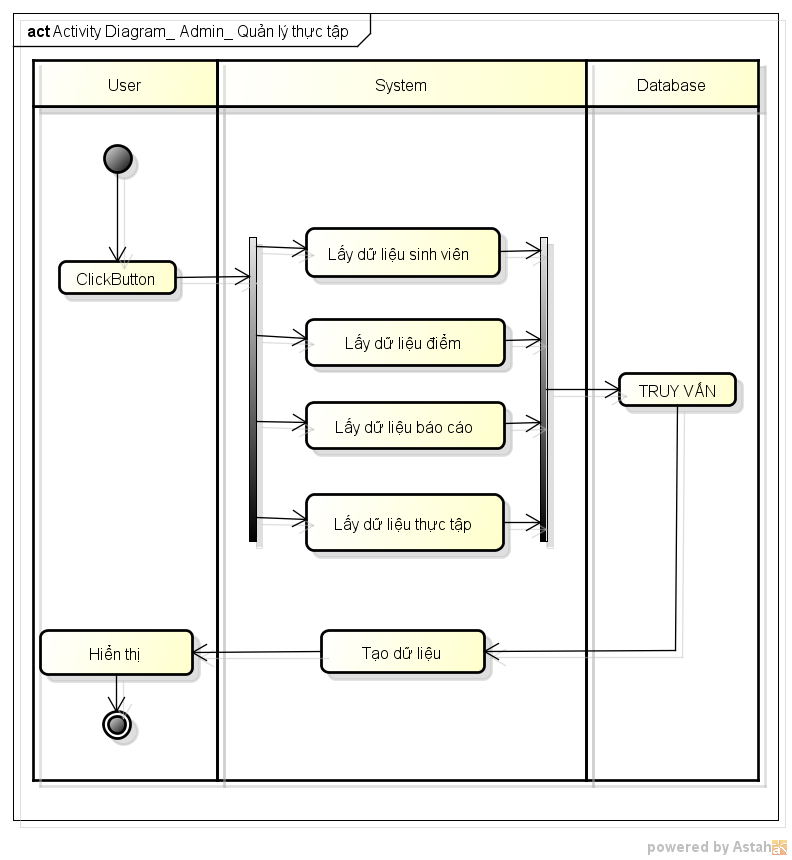 act Activity Diagram_ Admin_ Quản lý thực tập
User
System
Database
ClickButton
Lấy dữ liệu sinh viên
Lấy dữ liệu điểm
Lấy dữ liệu báo cáo
Lấy dữ liệu thực tập
TRUY VẤN
Tạo dữ liệu
Hiển thị
powered by Astah